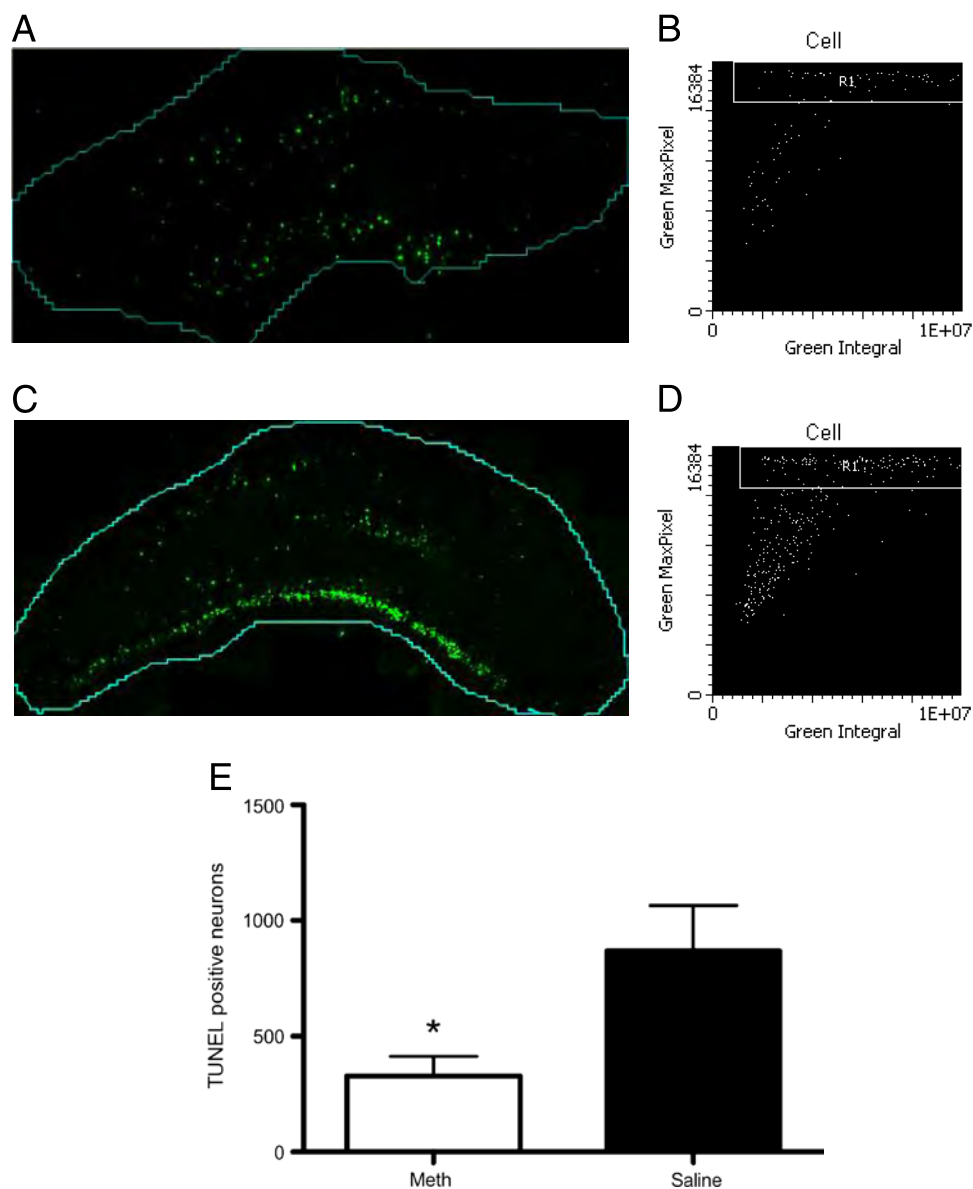 A
B
Cell
16384
R1
Green MaxPixel
0
0
1E+07
Green Integral
C
D
Cell
16384
R1
Green MaxPixel
0
0
1E+07
Green Integral
E
1500
1000
500
0
TUNEL positive neurons
*
Meth
Saline